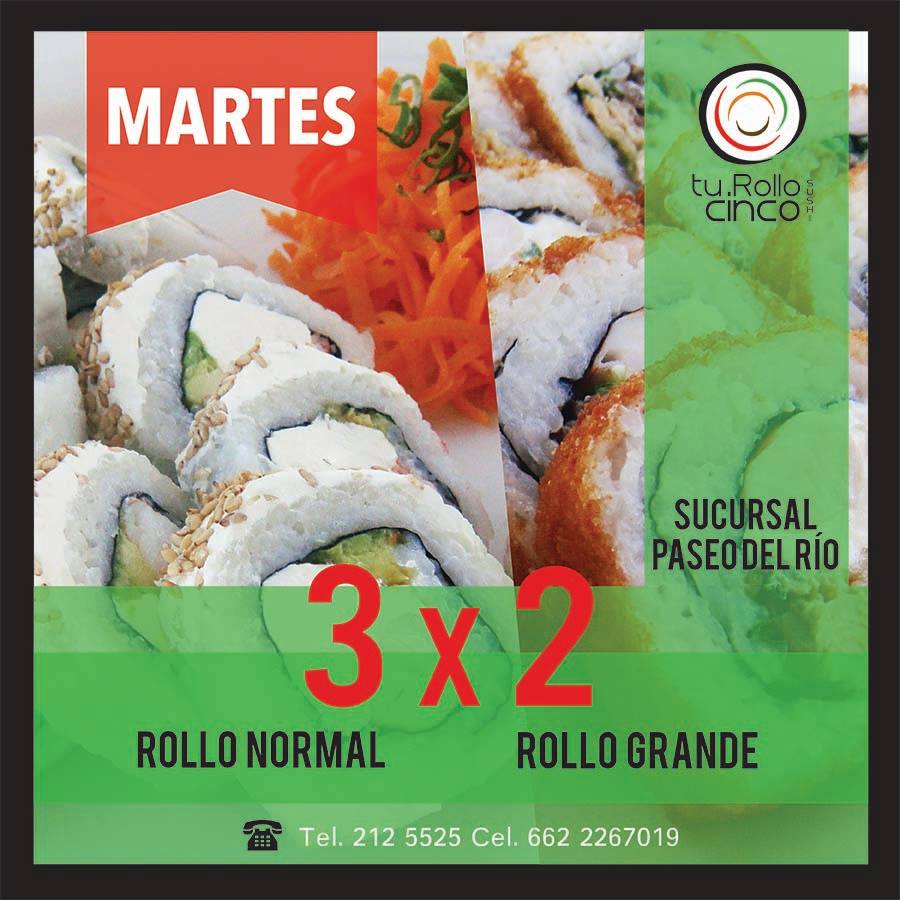 MARTES
tu.Rollo
cinco
SUSHI
SUCURSAL
PASEO DEL RÍO
3 x 2
ROLLO NORMAL
ROLLO GRANDE
Tel. 212 5525 Cel. 662 2267019